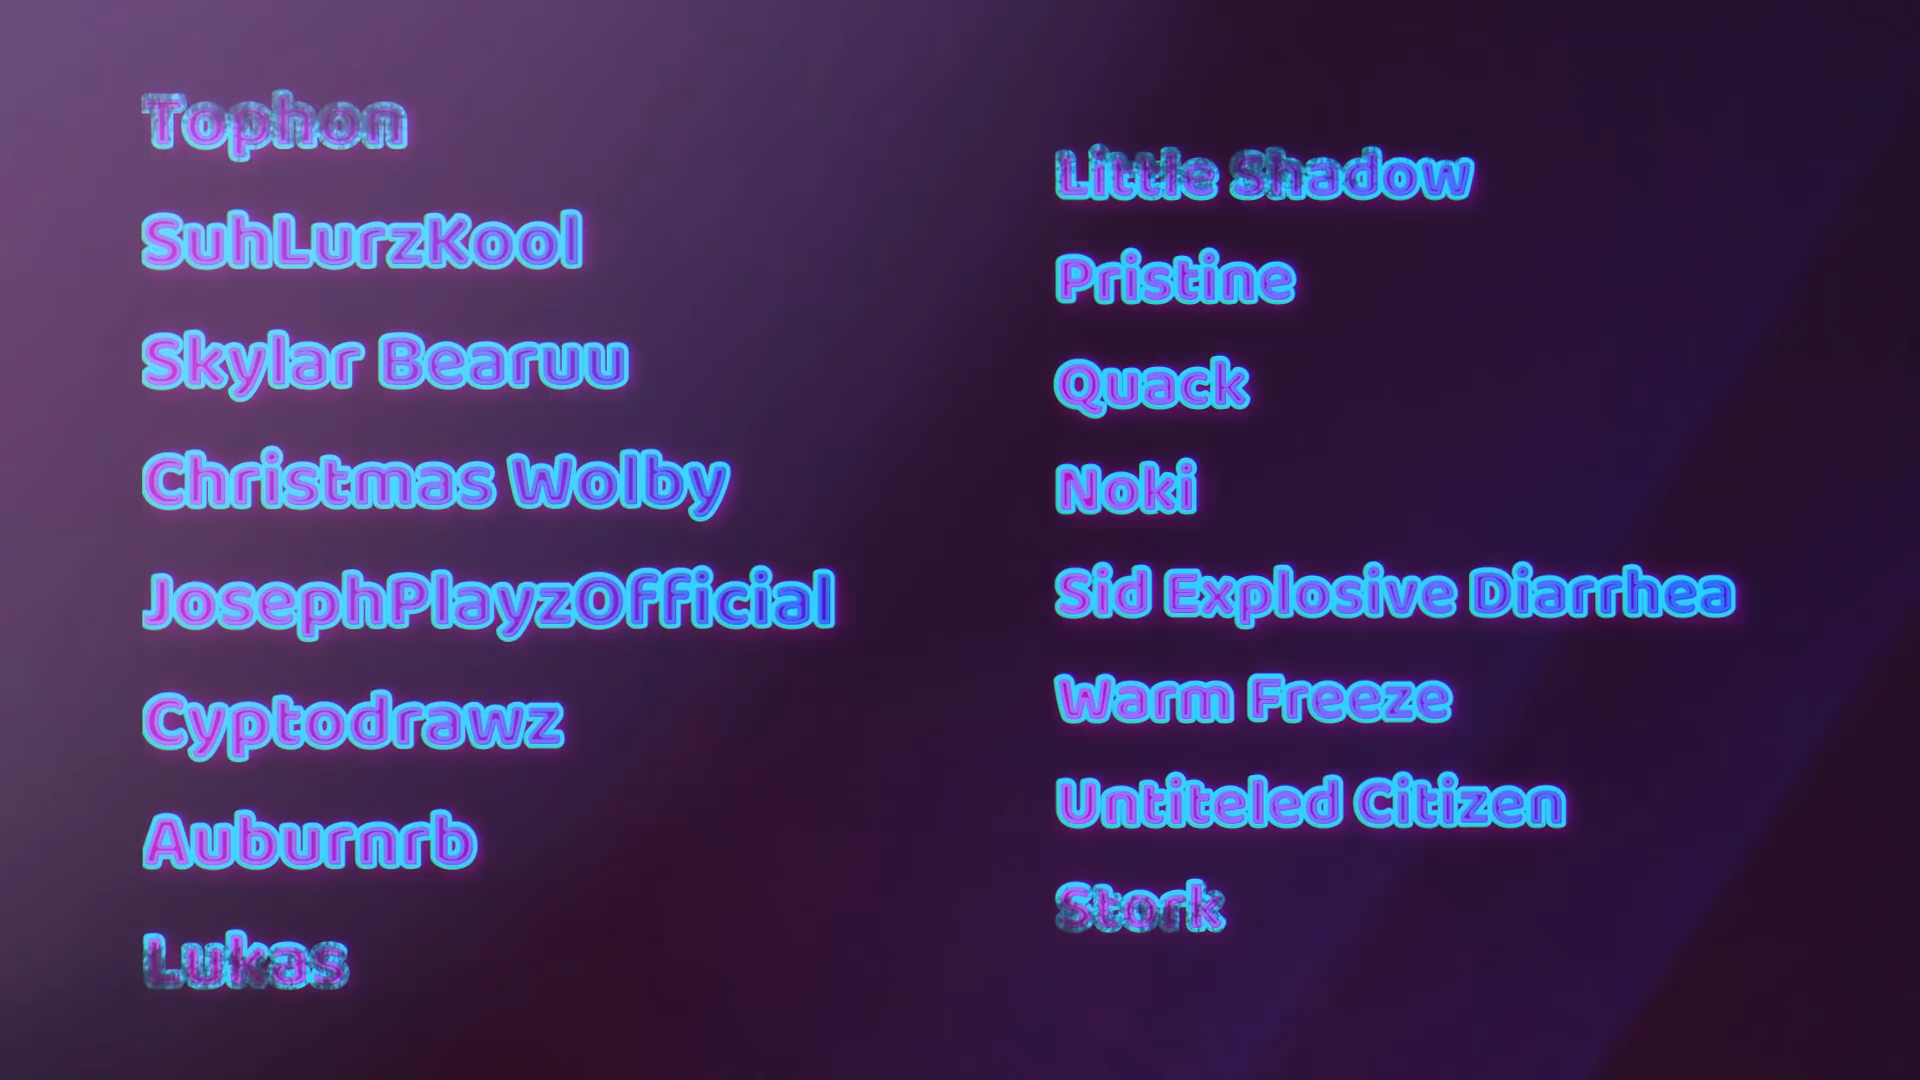 Tophon
SuhLurzKool
Skylar Bearuu
Christmas Wolby
JosephPlayzOfficial
Cyptodrawz
Auburnrb
Lukas
Little Shadow
Pristine
Quack
Noki
Sid Explosive Diarrhea
Warm Freeze
Untiteled Citizen
Stork